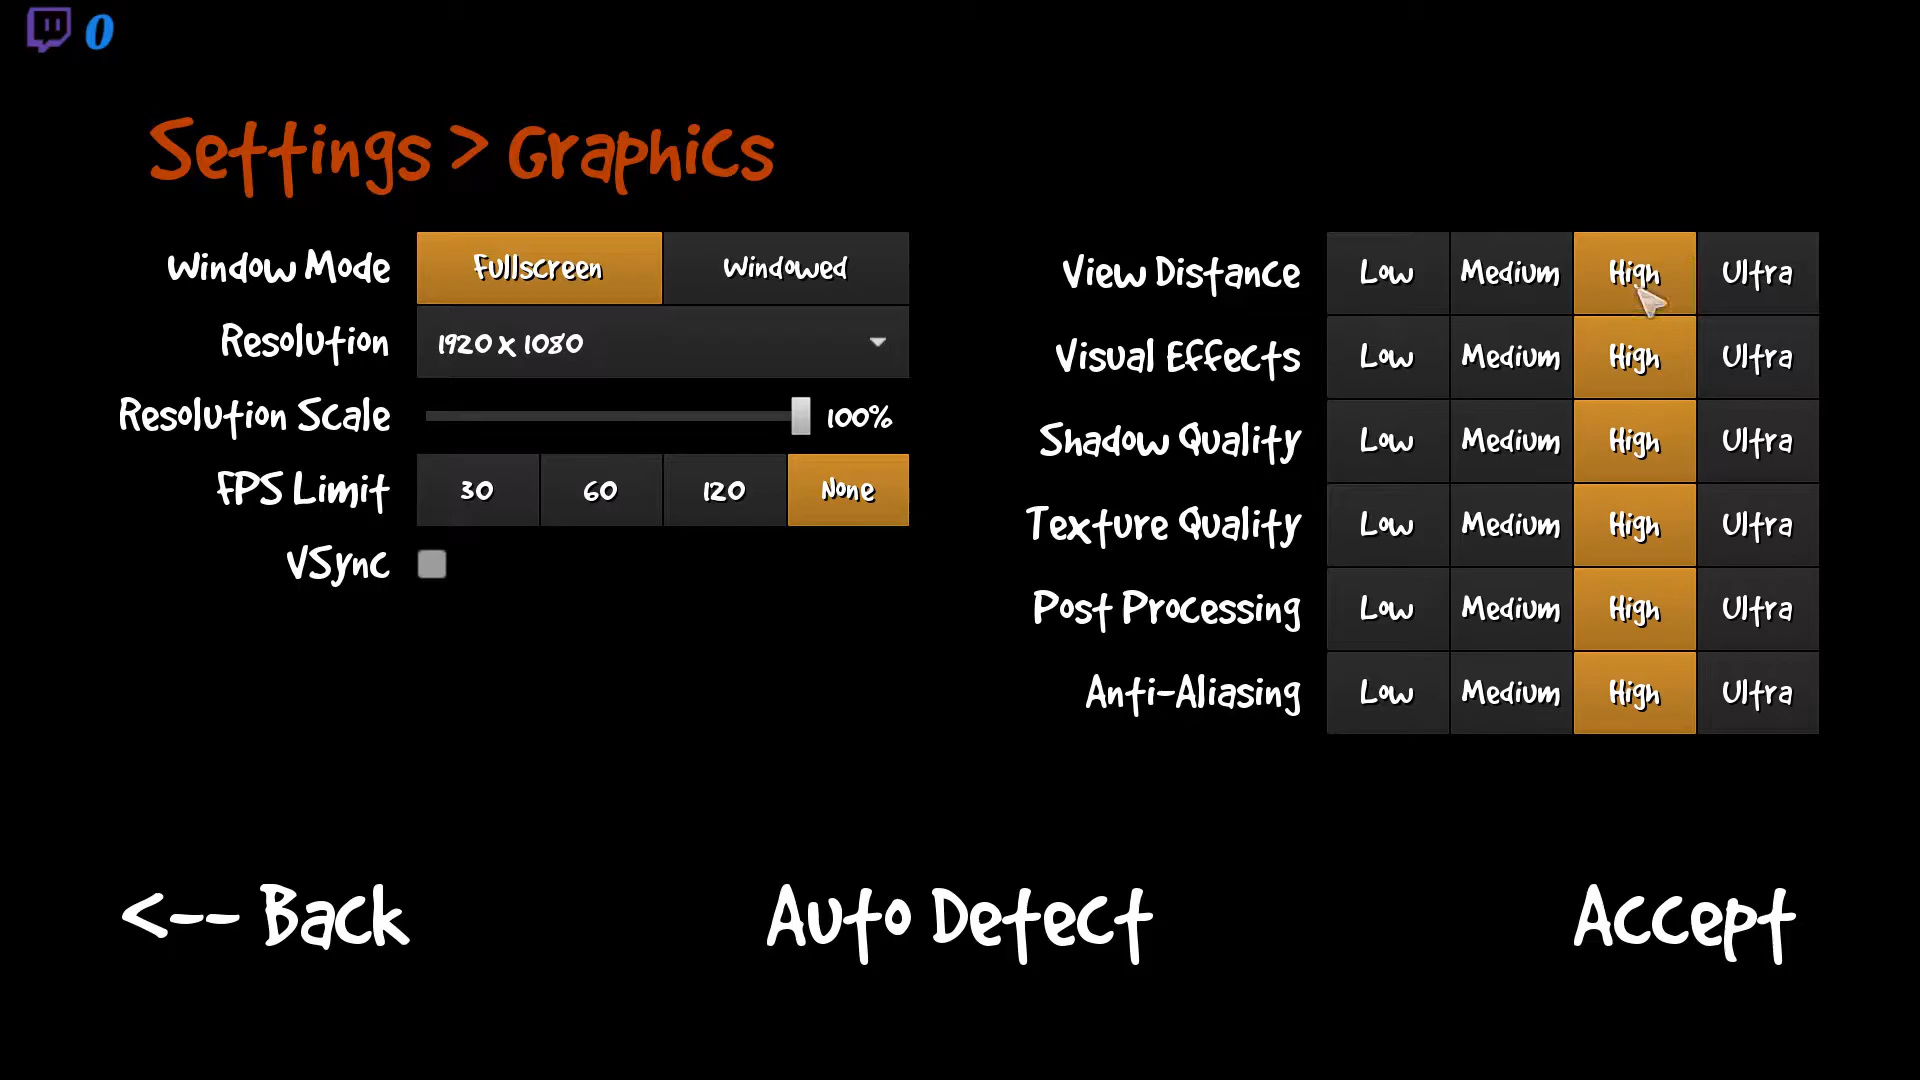 0
Settings > Graphics
Window Mode Fullscreen Windowed
Resolution 1920 x 1080
Resolution Scale 100%
FPS Limit 30 60 120 None
VSync
View Distance Low Medium High Ultra
Visual Effects Low Medium High Ultra
Shadow Quality Low Medium High Ultra
Texture Quality Low Medium High Ultra
Post Processing Low Medium High Ultra
Anti-Aliasing Low Medium High Ultra
<-- Back Auto Detect Accept